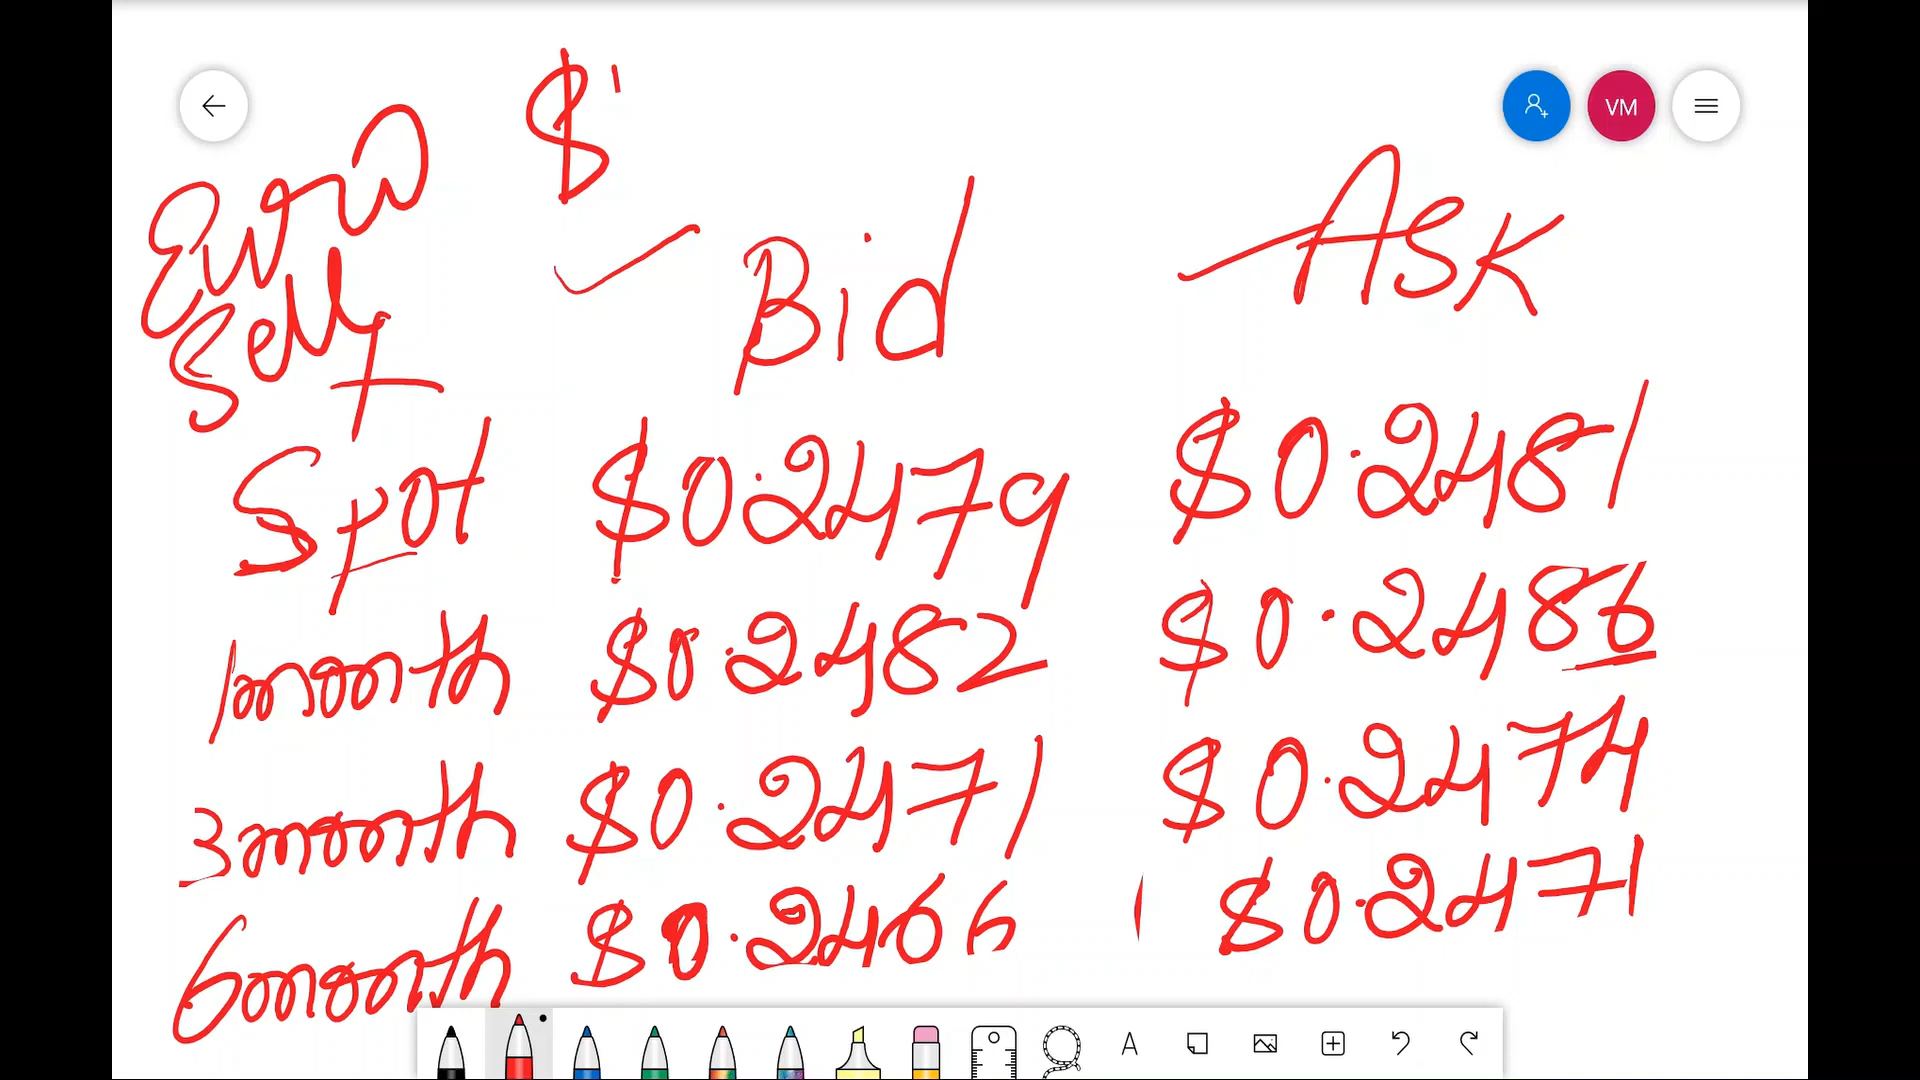 $
VM
Euro
Sell
Bid
ASK
Spot $0.2479 $0.2481
1month $0.2482 $0.2486
3month $0.2471 $0.2474
6month $0.2466 $0.2471
A